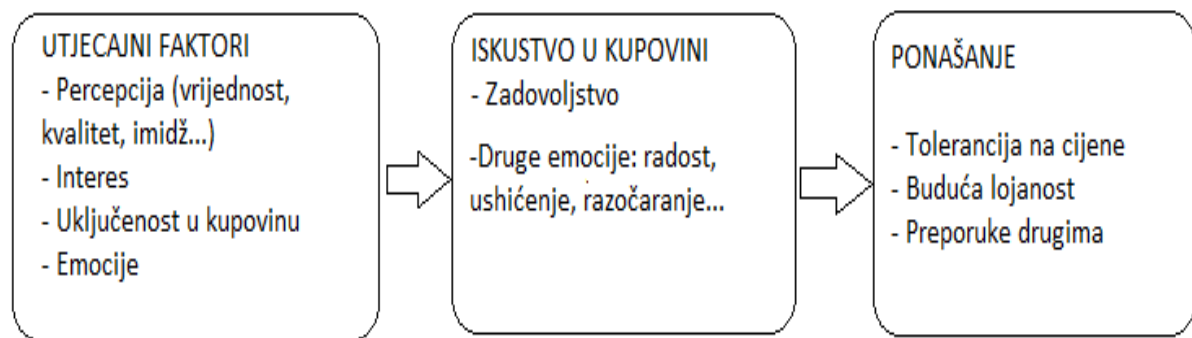 UTJECAJNI FAKTORI
- Percepcija (vrijednost,
kvalitet, imidž...)
- Interes
- Uključenost u kupovinu
- Emocije
ISKUSTVO U KUPOVINI
- Zadovoljstvo
-Druge emocije: radost,
ushićenje, razočaranje...
PONAŠANJE
- Tolerancija na cijene
- Buduća lojanost
- Preporuke drugima